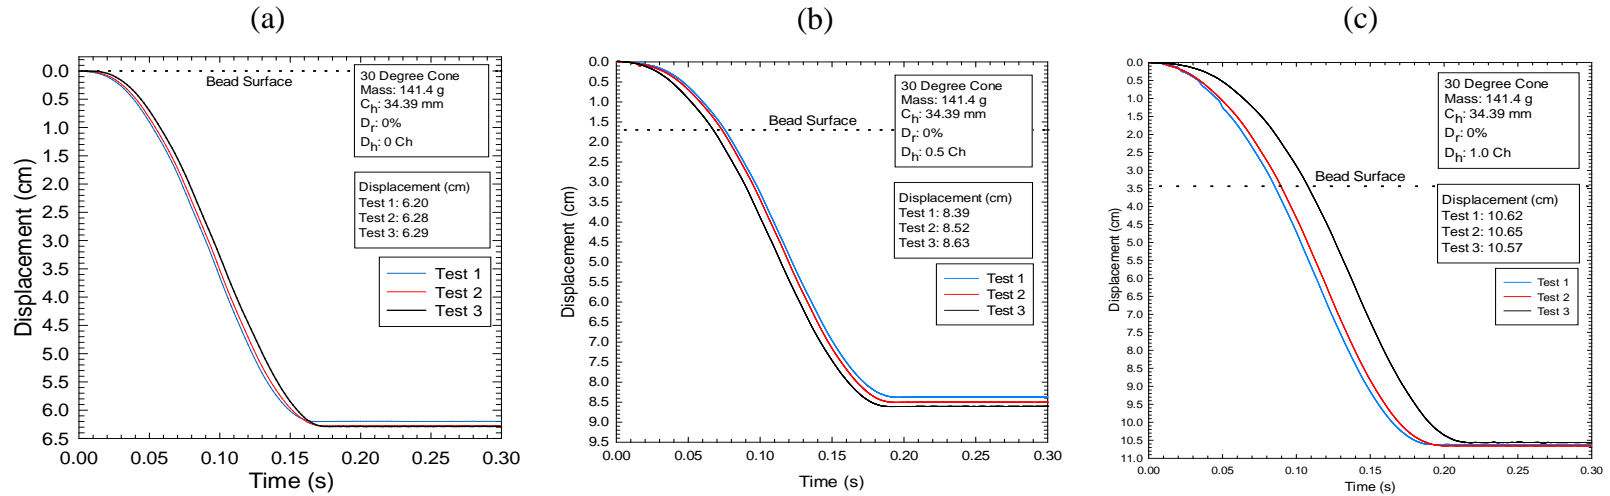 (a)
0.0
0.5
1.0
1.5
2.0
2.5
3.0
3.5
4.0
4.5
5.0
5.5
6.0
6.5
Displacement (cm)
Bead Surface
30 Degree Cone
Mass: 141.4 g
Ch: 34.39 mm
Dr: 0%
Dh: 0 Ch
Displacement (cm)
Test 1: 6.20
Test 2: 6.28
Test 3: 6.29
Test 1
Test 2
Test 3
0.00 0.05 0.10 0.15 0.20 0.25 0.30
Time (s)
(b)
0.0
0.5
1.0
1.5
2.0
2.5
3.0
3.5
4.0
4.5
5.0
5.5
6.0
6.5
7.0
7.5
8.0
8.5
9.0
9.5
Displacement (cm)
Bead Surface
30 Degree Cone
Mass: 141.4 g
Ch: 34.39 mm
Dr: 0%
Dh: 0.5 Ch
Displacement (cm)
Test 1: 8.39
Test 2: 8.52
Test 3: 8.63
Test 1
Test 2
Test 3
0.00 0.05 0.10 0.15 0.20 0.25 0.30
Time (s)
(c)
0.0
0.5
1.0
1.5
2.0
2.5
3.0
3.5
4.0
4.5
5.0
5.5
6.0
6.5
7.0
7.5
8.0
8.5
9.0
9.5
10.0
10.5
11.0
Displacement (cm)
Bead Surface
30 Degree Cone
Mass: 141.4 g
Ch: 34.39 mm
Dr: 0%
Dh: 1.0 Ch
Displacement (cm)
Test 1: 10.62
Test 2: 10.65
Test 3: 10.57
Test 1
Test 2
Test 3
0.00 0.05 0.10 0.15 0.20 0.25 0.30
Time (s)